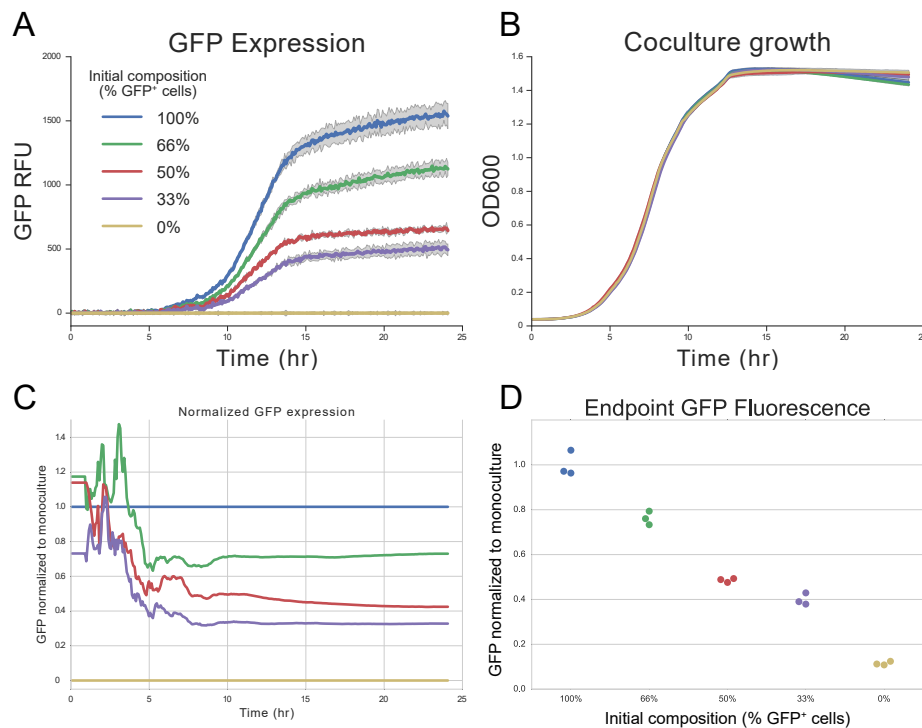 A
GFP Expression
2000
1500
1000
500
0
GFP RFU
Initial composition
(% GFP⁺ cells)
100%
66%
50%
33%
0%
0 5 10 15 20 25
Time (hr)
B
Coculture growth
1.6
1.4
1.2
1.0
0.8
0.6
0.4
0.2
0
OD600
0 5 10 15 20 25
Time (hr)
C
Normalized GFP expression
1.4
1.2
1.0
0.8
0.6
0.4
0.2
0
GFP normalized to monoculture
0 5 10 15 20 25
Time (hr)
D
Endpoint GFP Fluorescence
1.0
0.8
0.6
0.4
0.2
0.0
GFP normalized to monoculture
100% 66% 50% 33% 0%
Initial composition (% GFP⁺ cells)